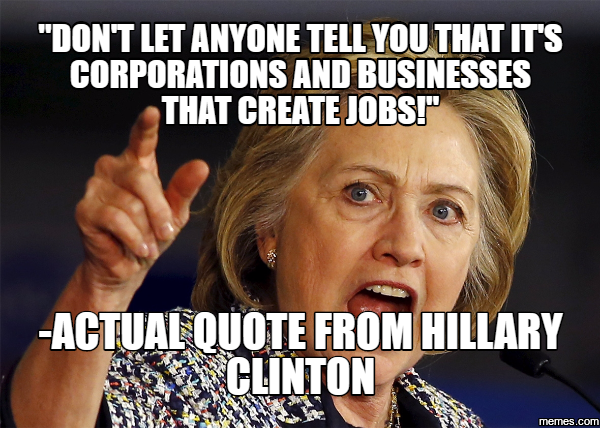 "DON'T LET ANYONE TELL YOU THAT IT'S
CORPORATIONS AND BUSINESSES
THAT CREATE JOBS!"
-ACTUAL QUOTE FROM HILLARY
CLINTON
memes.com